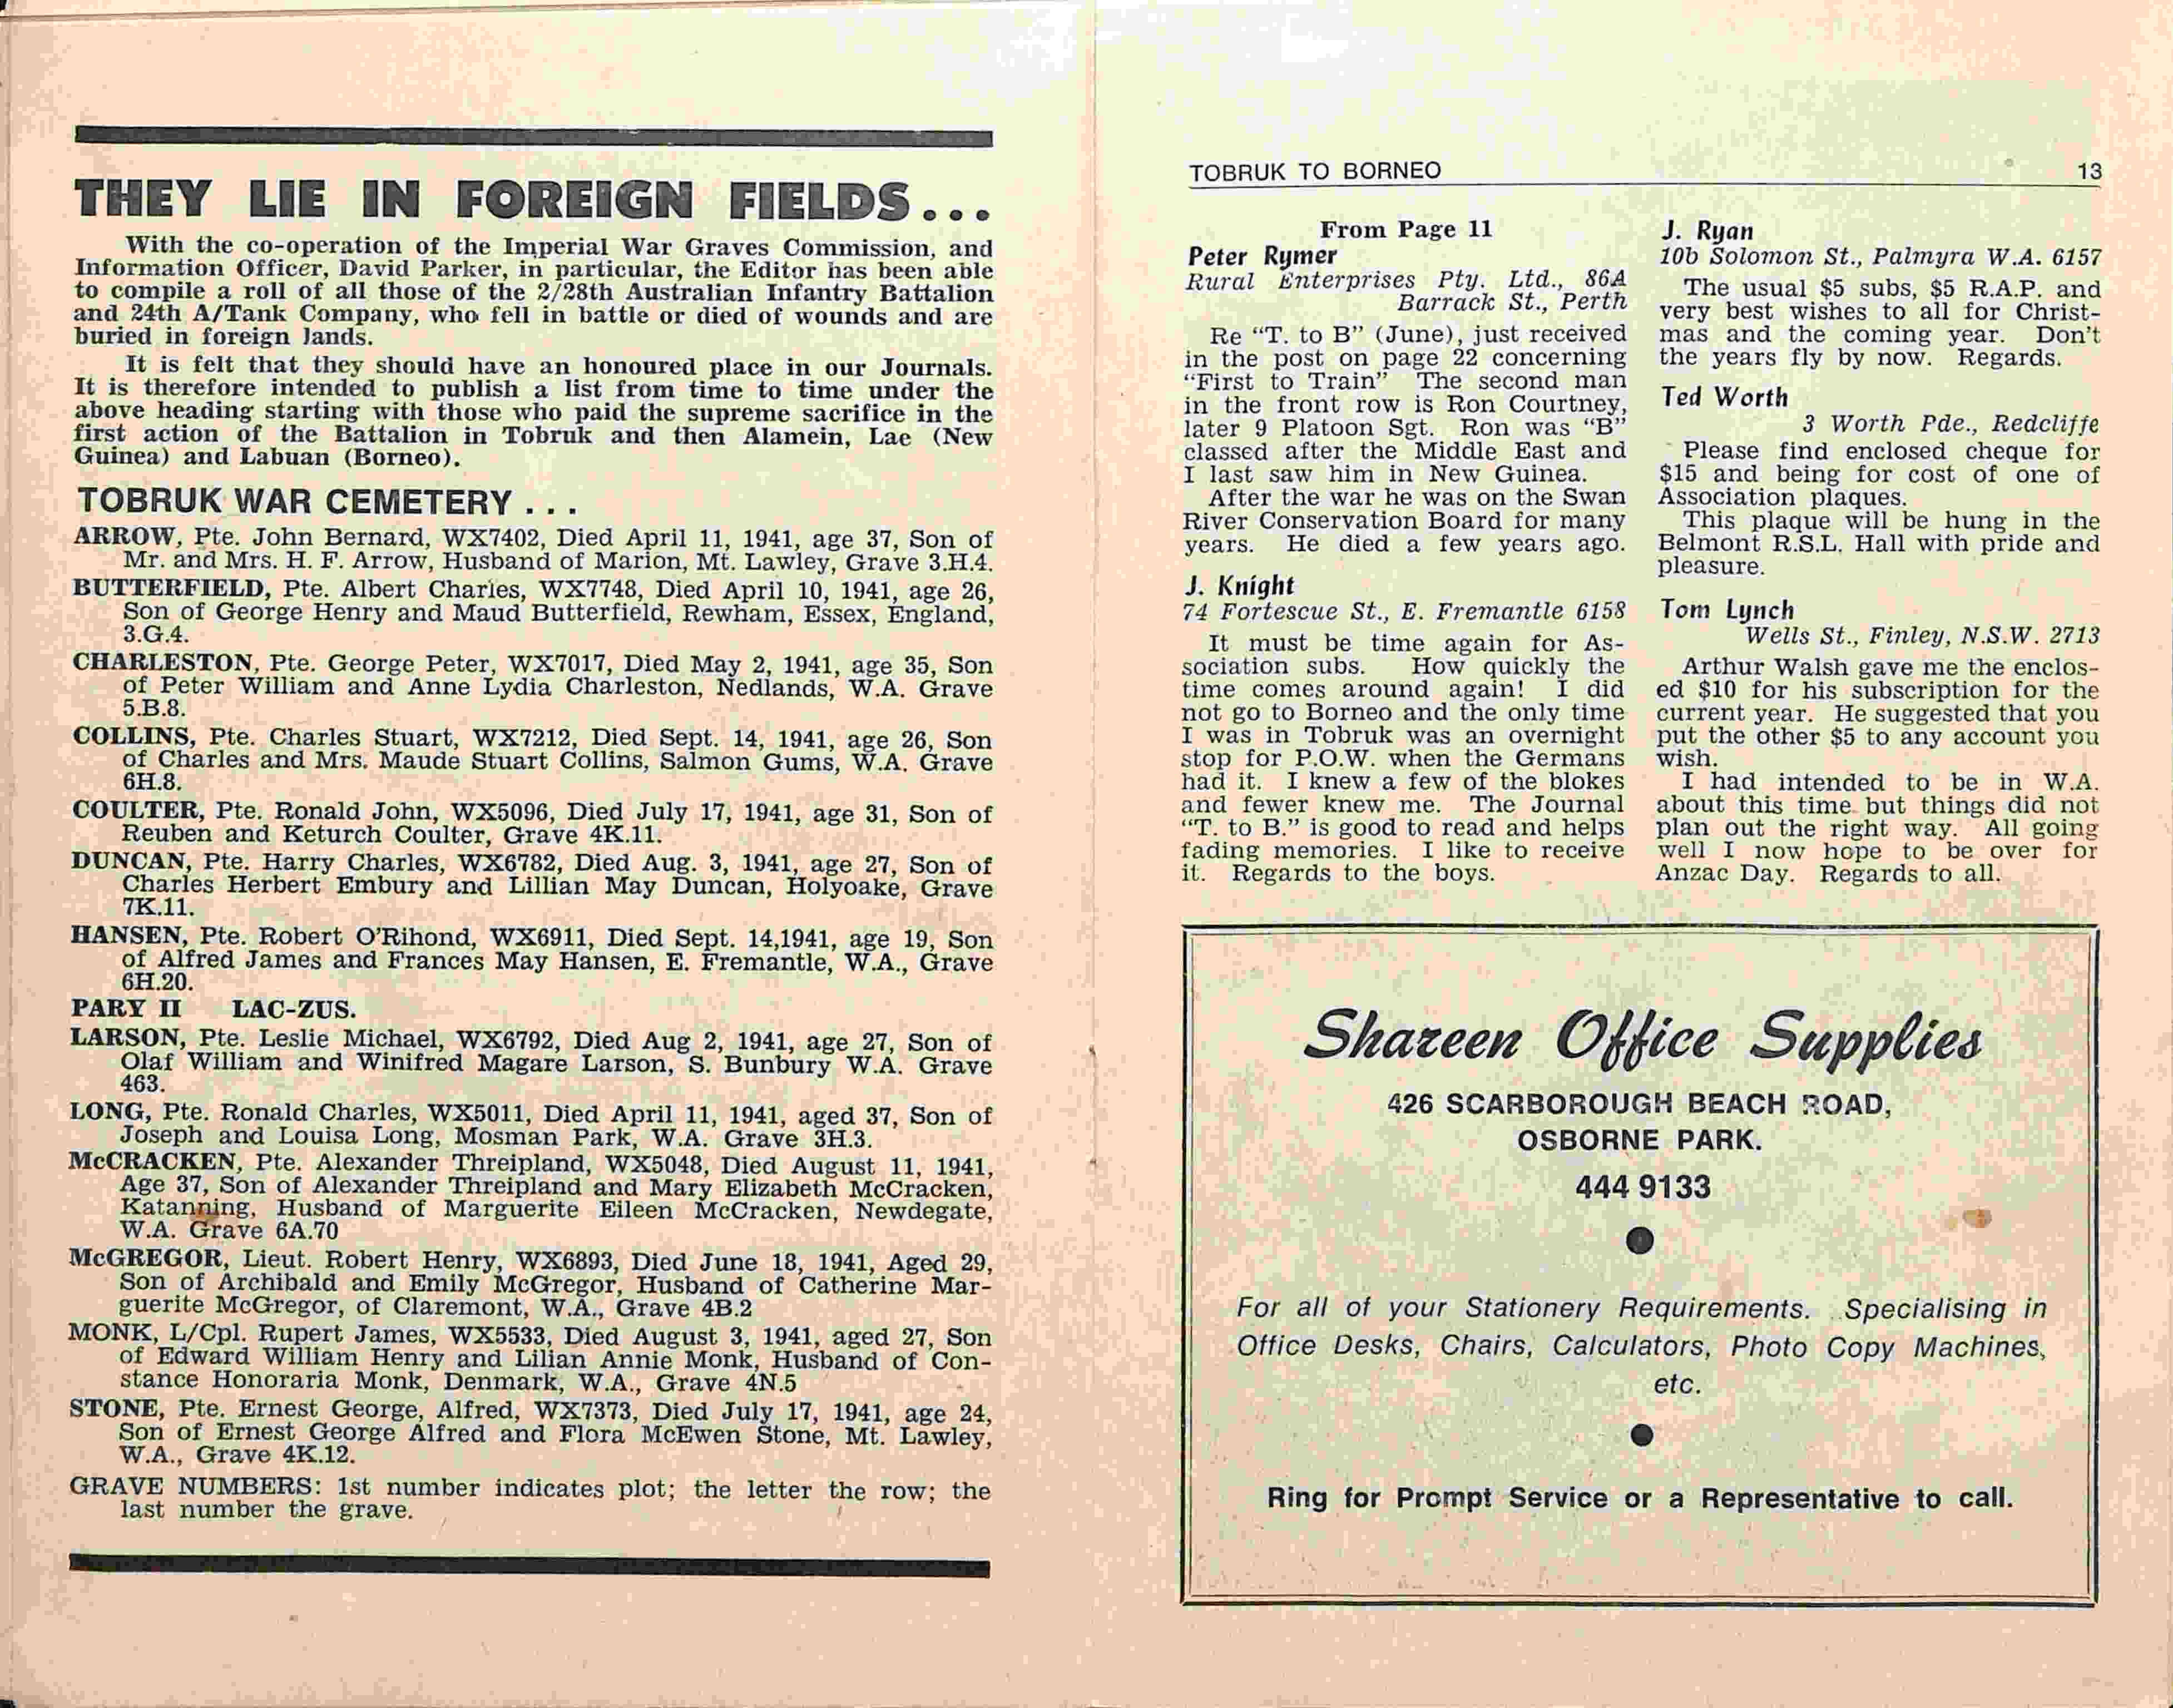 THEY LIE IN FOREIGN FIELDS...
With the co-operation of the Imperial War Graves Commission, and
Information Officer, David Parker, in particular, the Editor has been able
to compile a roll of all those of the 2/28th Australian Infantry Battalion
and 24th A/Tank Company, who fell in battle or died of wounds and are
buried in foreign lands.
It is felt that they should have an honoured place in our Journals.
It is therefore intended to publish a list from time to time under the
above heading starting with those who paid the supreme sacrifice in the
first action of the Battalion in Tobruk and then Alamein, Lae (New
Guinea) and Labuan (Borneo).
TOBRUK WAR CEMETERY . . .
ARROW, Pte. John Bernard, WX7402, Died April 11, 1941, age 37, Son of
Mr. and Mrs. H. F. Arrow, Husband of Marion, Mt. Lawley, Grave 3.H.4.
BUTTERFIELD, Pte. Albert Charles, WX7748, Died April 10, 1941, age 26,
Son of George Henry and Maud Butterfield, Rewham, Essex, England,
3.G.4.
CHARLESTON, Pte. George Peter, WX7017, Died May 2, 1941, age 35, Son
of Peter William and Anne Lydia Charleston, Nedlands, W.A. Grave
5.B.8.
COLLINS, Pte. Charles Stuart, WX7212, Died Sept. 14, 1941, age 26, Son
of Charles and Mrs. Maude Stuart Collins, Salmon Gums, W.A. Grave
6H.8.
COULTER, Pte. Ronald John, WX5096, Died July 17, 1941, age 31, Son of
Reuben and Keturch Coulter, Grave 4K.11.
DUNCAN, Pte. Harry Charles, WX6782, Died Aug. 3, 1941, age 27, Son of
Charles Herbert Embury and Lillian May Duncan, Holyoake, Grave
7K.11.
HANSEN, Pte. Robert O'Rihond, WX6911, Died Sept. 14,1941, age 19, Son
of Alfred James and Frances May Hansen, E. Fremantle, W.A., Grave
6H.20.
PARY II LAC-ZUS.
LARSON, Pte. Leslie Michael, WX6792, Died Aug 2, 1941, age 27, Son of
Olaf William and Winifred Magare Larson, S. Bunbury W.A. Grave
463.
LONG, Pte. Ronald Charles, WX5011, Died April 11, 1941, aged 37, Son of
Joseph and Louisa Long, Mosman Park, W.A. Grave 3H.3.
McCRACKEN, Pte. Alexander Threipland, WX5048, Died August 11, 1941,
Age 37, Son of Alexander Threipland and Mary Elizabeth McCracken,
Katanning, Husband of Marguerite Eileen McCracken, Newdegate,
W.A. Grave 6A.70
McGREGOR, Lieut. Robert Henry, WX6893, Died June 18, 1941, Aged 29,
Son of Archibald and Emily McGregor, Husband of Catherine Mar-
guerite McGregor, of Claremont, W.A., Grave 4B.2
MONK, L/Cpl. Rupert James, WX5533, Died August 3, 1941, aged 27, Son
of Edward William Henry and Lilian Annie Monk, Husband of Con-
stance Honoraria Monk, Denmark, W.A., Grave 4N.5
STONE, Pte. Ernest George, Alfred, WX7373, Died July 17, 1941, age 24,
Son of Ernest George Alfred and Flora McEwen Stone, Mt. Lawley,
W.A., Grave 4K.12.
GRAVE NUMBERS: 1st number indicates plot; the letter the row; the
last number the grave.
TOBRUK TO BORNEO 13
From Page 11
Peter Rymer
Rural Enterprises Pty. Ltd., 86A
Barrack St., Perth
Re "T. to B" (June), just received
in the post on page 22 concerning
"First to Train" The second man
in the front row is Ron Courtney,
later 9 Platoon Sgt. Ron was "B"
classed after the Middle East and
I last saw him in New Guinea.
After the war he was on the Swan
River Conservation Board for many
years. He died a few years ago.
J. Knight
74 Fortescue St., E. Fremantle 6158
It must be time again for As-
sociation subs. How quickly the
time comes around again! I did
not go to Borneo and the only time
I was in Tobruk was an overnight
stop for P.O.W. when the Germans
had it. I knew a few of the blokes
and fewer knew me. The Journal
"T. to B." is good to read and helps
fading memories. I like to receive
it. Regards to the boys.
J. Ryan
10b Solomon St., Palmyra W.A. 6157
The usual $5 subs, $5 R.A.P. and
very best wishes to all for Christ-
mas and the coming year. Don't
the years fly by now. Regards.
Ted Worth
3 Worth Pde., Redcliffe
Please find enclosed cheque for
$15 and being for cost of one of
Association plaques.
This plaque will be hung in the
Belmont R.S.L. Hall with pride and
pleasure.
Tom Lynch
Wells St., Finley, N.S.W. 2713
Arthur Walsh gave me the enclos-
ed $10 for his subscription for the
current year. He suggested that you
put the other $5 to any account you
wish.
I had intended to be in W.A.
about this time but things did not
plan out the right way. All going
well I now hope to be over for
Anzac Day. Regards to all.
Shareen Office Supplies
426 SCARBOROUGH BEACH ROAD,
OSBORNE PARK.
444 9133
For all of your Stationery Requirements. Specialising in
Office Desks, Chairs, Calculators, Photo Copy Machines,
etc.
Ring for Prompt Service or a Representative to call.